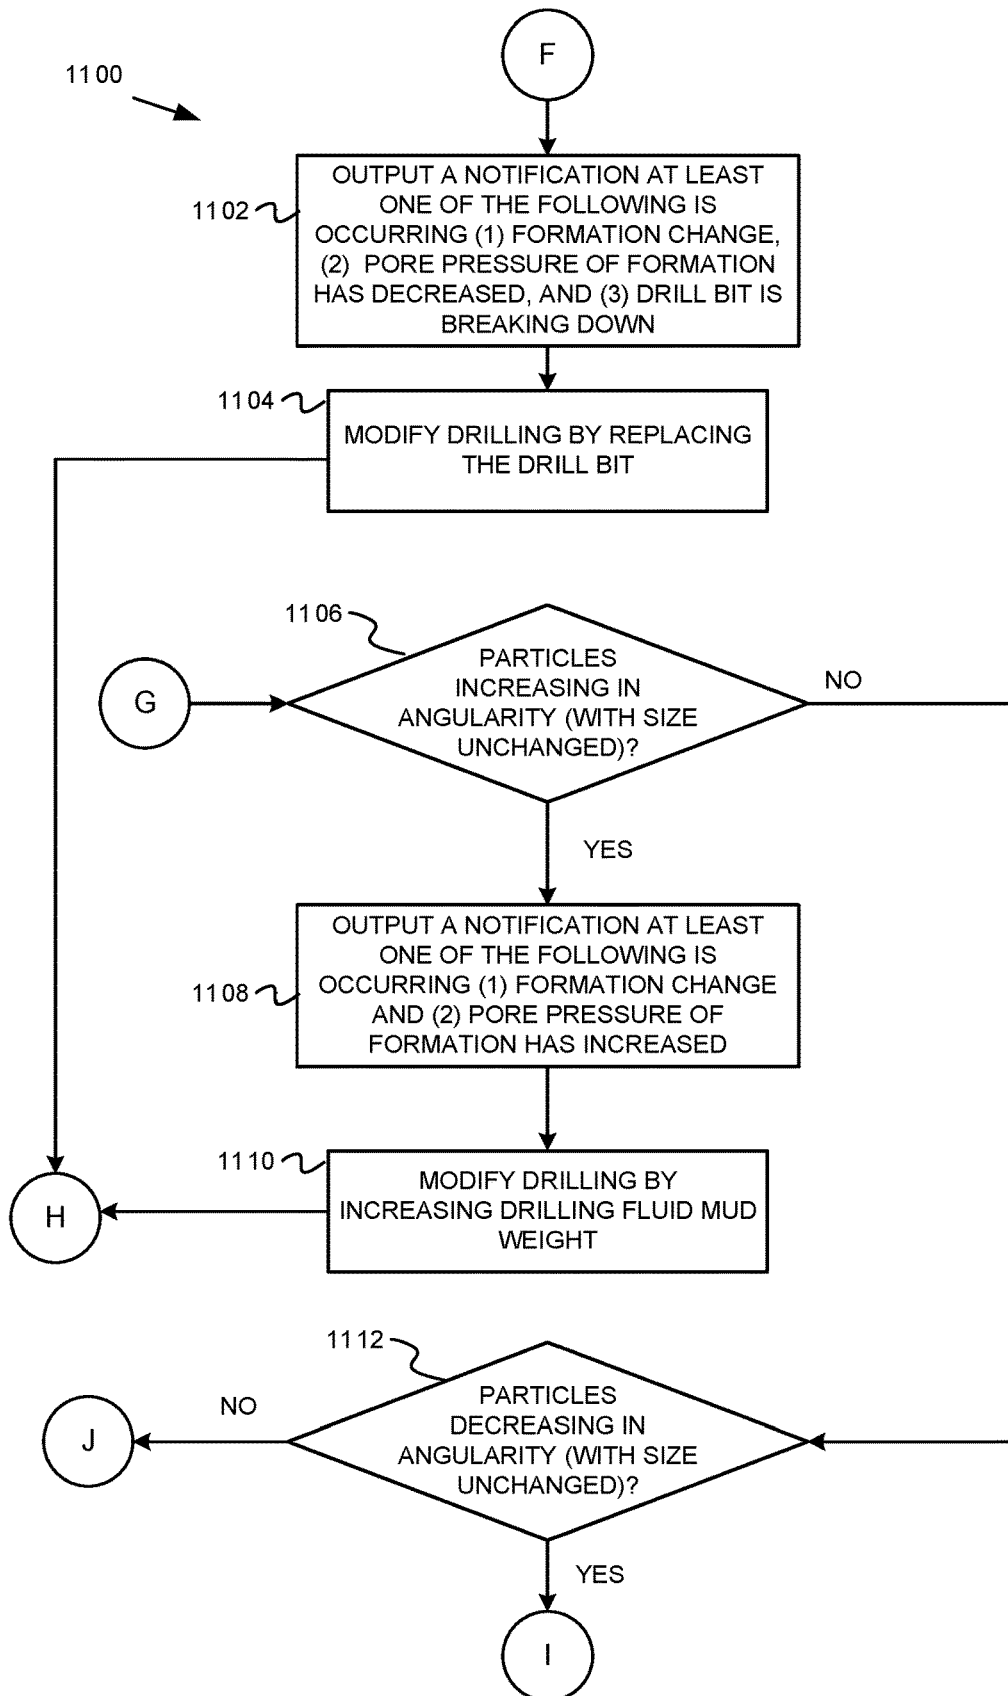 F
1100
OUTPUT A NOTIFICATION AT LEAST
ONE OF THE FOLLOWING IS
OCCURRING (1) FORMATION CHANGE,
(2) PORE PRESSURE OF FORMATION
HAS DECREASED, AND (3) DRILL BIT IS
BREAKING DOWN
1102
1104
MODIFY DRILLING BY REPLACING
THE DRILL BIT
1106
G
PARTICLES
INCREASING IN
ANGULARITY (WITH SIZE
UNCHANGED)?
NO
YES
OUTPUT A NOTIFICATION AT LEAST
ONE OF THE FOLLOWING IS
OCCURRING (1) FORMATION CHANGE
AND (2) PORE PRESSURE OF
FORMATION HAS INCREASED
1108
1110
MODIFY DRILLING BY
INCREASING DRILLING FLUID MUD
WEIGHT
H
1112
PARTICLES
DECREASING IN
ANGULARITY (WITH SIZE
UNCHANGED)?
NO
J
YES
I